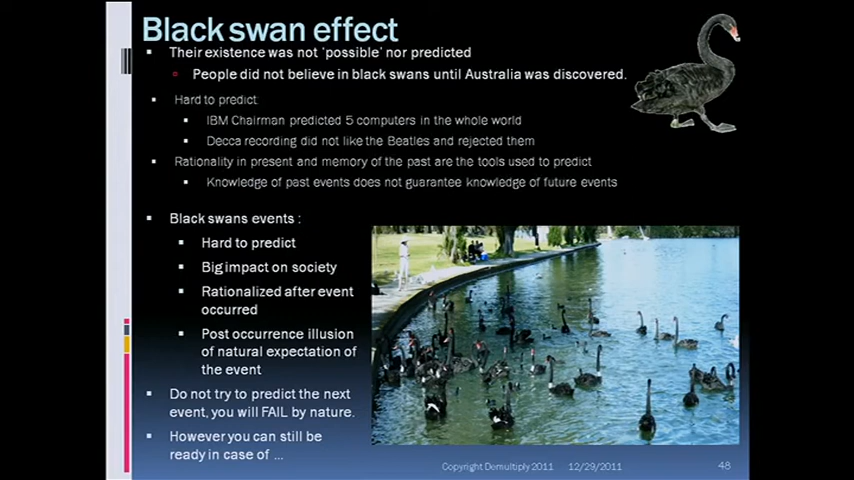 Black swan effect
Their existence was not 'possible' nor predicted
People did not believe in black swans until Australia was discovered.
Hard to predict
IBM Chairman predicted 5 computers in the whole world
Decca recording did not like the Beatles and rejected them
Rationality in present and memory of the past are the tools used to predict
Knowledge of past events does not guarantee knowledge of future events
Black swans events :
Hard to predict
Big impact on society
Rationalized after event
occurred
Post occurrence illusion
of natural expectation of
the event
Do not try to predict the next
event, you will FAIL by nature.
However you can still be
ready in case of ...
Copyright Demultiply 2011 12/29/2011 48